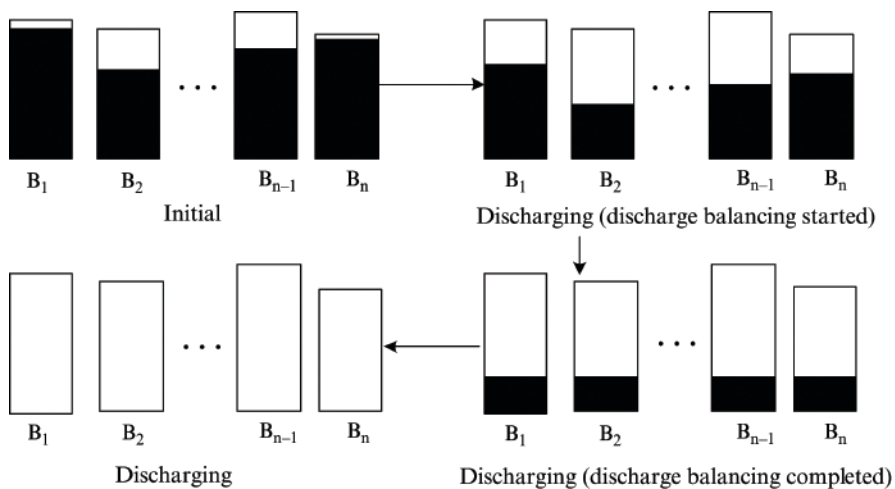 B₁ B₂ ... Bₙ₋₁ Bₙ
Initial
B₁ B₂ ... Bₙ₋₁ Bₙ
Discharging (discharge balancing started)
B₁ B₂ ... Bₙ₋₁ Bₙ
Discharging
B₁ B₂ ... Bₙ₋₁ Bₙ
Discharging (discharge balancing completed)